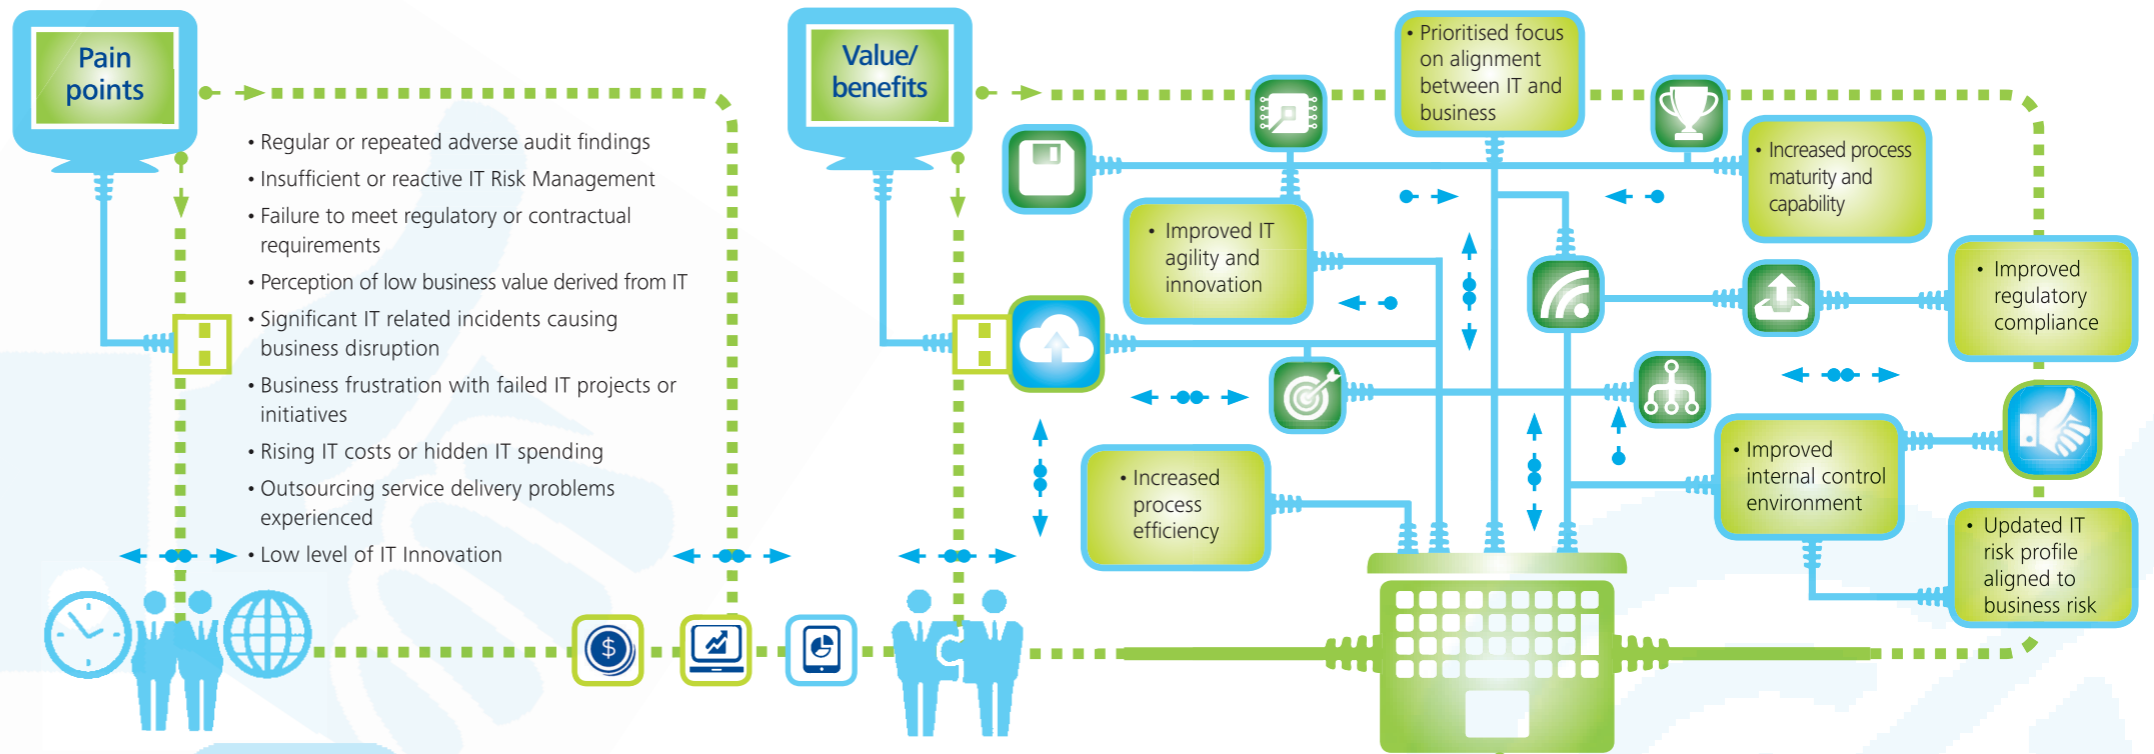 Pain
points
• Regular or repeated adverse audit findings
• Insufficient or reactive IT Risk Management
• Failure to meet regulatory or contractual
requirements
• Perception of low business value derived from IT
• Significant IT related incidents causing
business disruption
• Business frustration with failed IT projects or
initiatives
• Rising IT costs or hidden IT spending
• Outsourcing service delivery problems
experienced
• Low level of IT Innovation
$
Value/
benefits
• Prioritised focus
on alignment
between IT and
business
• Increased process
maturity and
capability
• Improved IT
agility and
innovation
• Improved
regulatory
compliance
• Increased
process
efficiency
• Improved
internal control
environment
• Updated IT
risk profile
aligned to
business risk